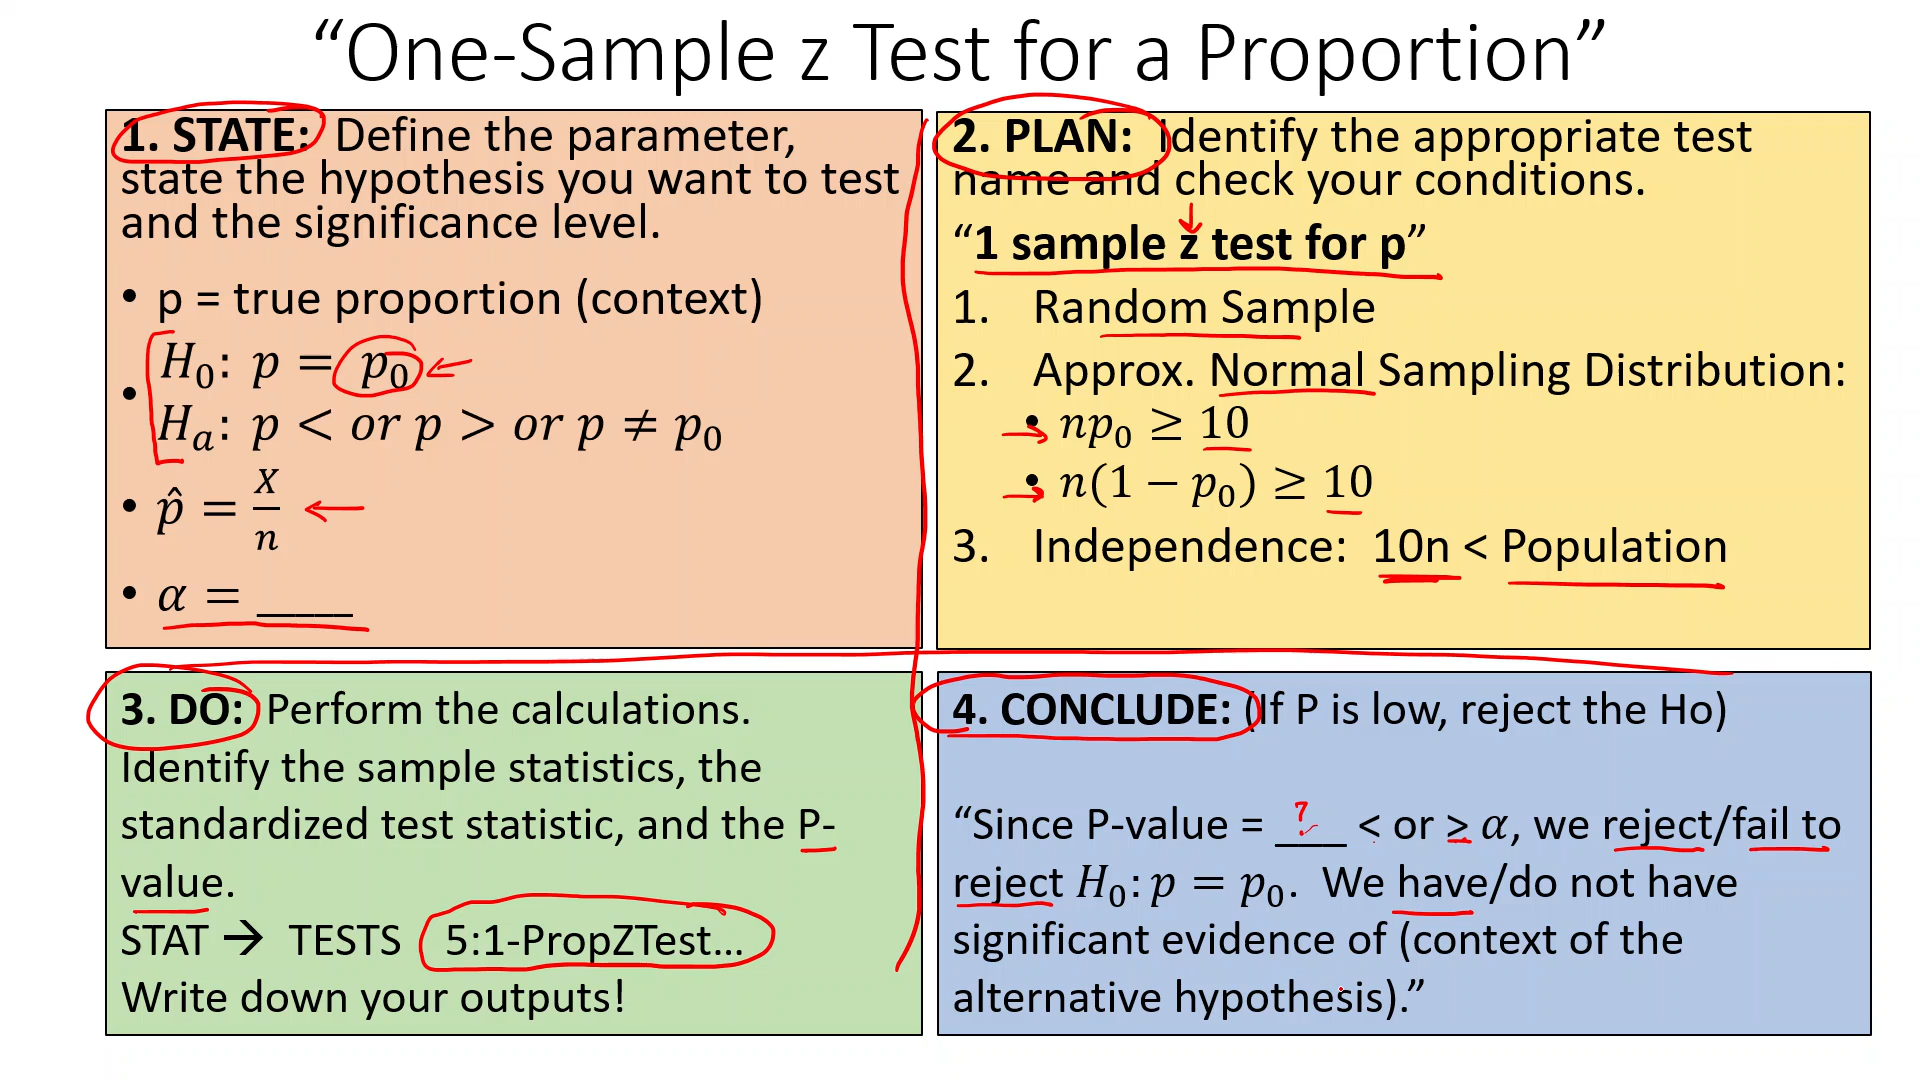 “One-Sample z Test for a Proportion”
1. STATE: Define the parameter,
state the hypothesis you want to test
and the significance level.
• p = true proportion (context)
• H₀: p = p₀
Hₐ: p < or p > or p ≠ p₀
• p̂ = X/n
• α = _____
2. PLAN: Identify the appropriate test
name and check your conditions.
“1 sample z test for p”
1. Random Sample
2. Approx. Normal Sampling Distribution:
• np₀ ≥ 10
• n(1 − p₀) ≥ 10
3. Independence: 10n < Population
3. DO: Perform the calculations.
Identify the sample statistics, the
standardized test statistic, and the P-
value.
STAT → TESTS 5:1-PropZTest...
Write down your outputs!
4. CONCLUDE: (If P is low, reject the Ho)
?
“Since P-value = ___ < or ≥ α, we reject/fail to
reject H₀: p = p₀. We have/do not have
significant evidence of (context of the
alternative hypothesis).”